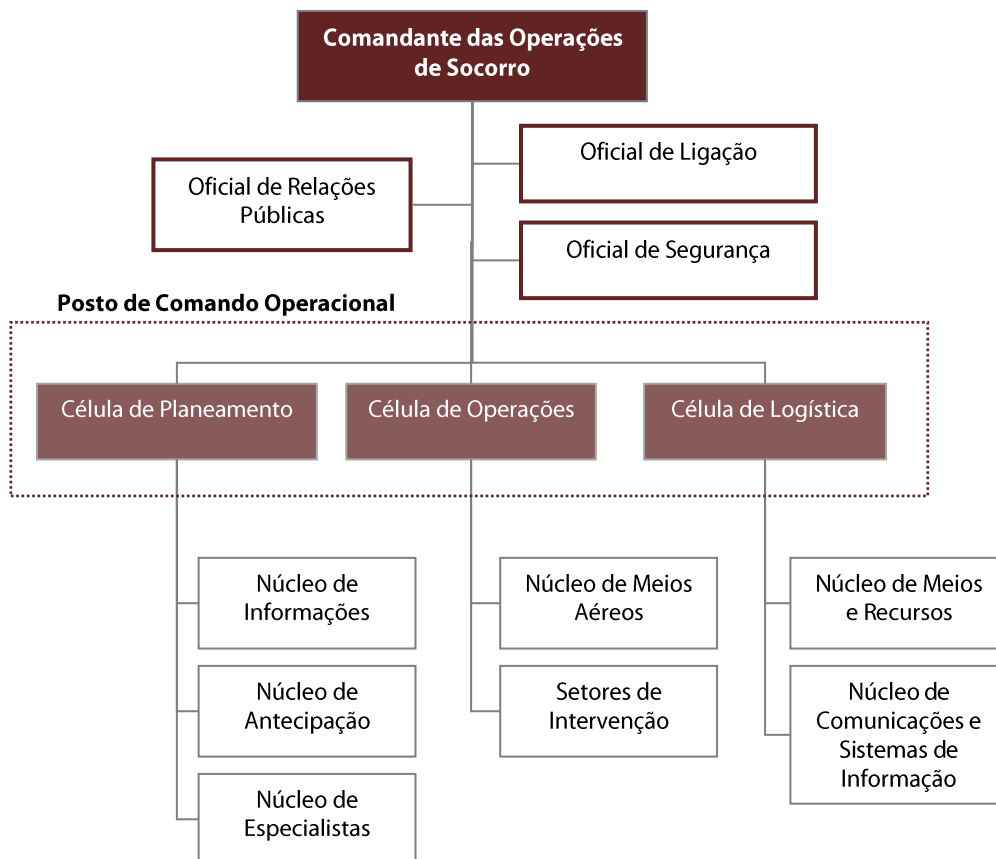 Comandante das Operações
de Socorro
Oficial de Ligação
Oficial de Relações
Públicas
Oficial de Segurança
Posto de Comando Operacional
Célula de Planeamento
Célula de Operações
Célula de Logística
Núcleo de
Informações
Núcleo de Meios
Aéreos
Núcleo de Meios
e Recursos
Núcleo de
Antecipação
Setores de
Intervenção
Núcleo de
Comunicações e
Sistemas de
Informação
Núcleo de
Especialistas